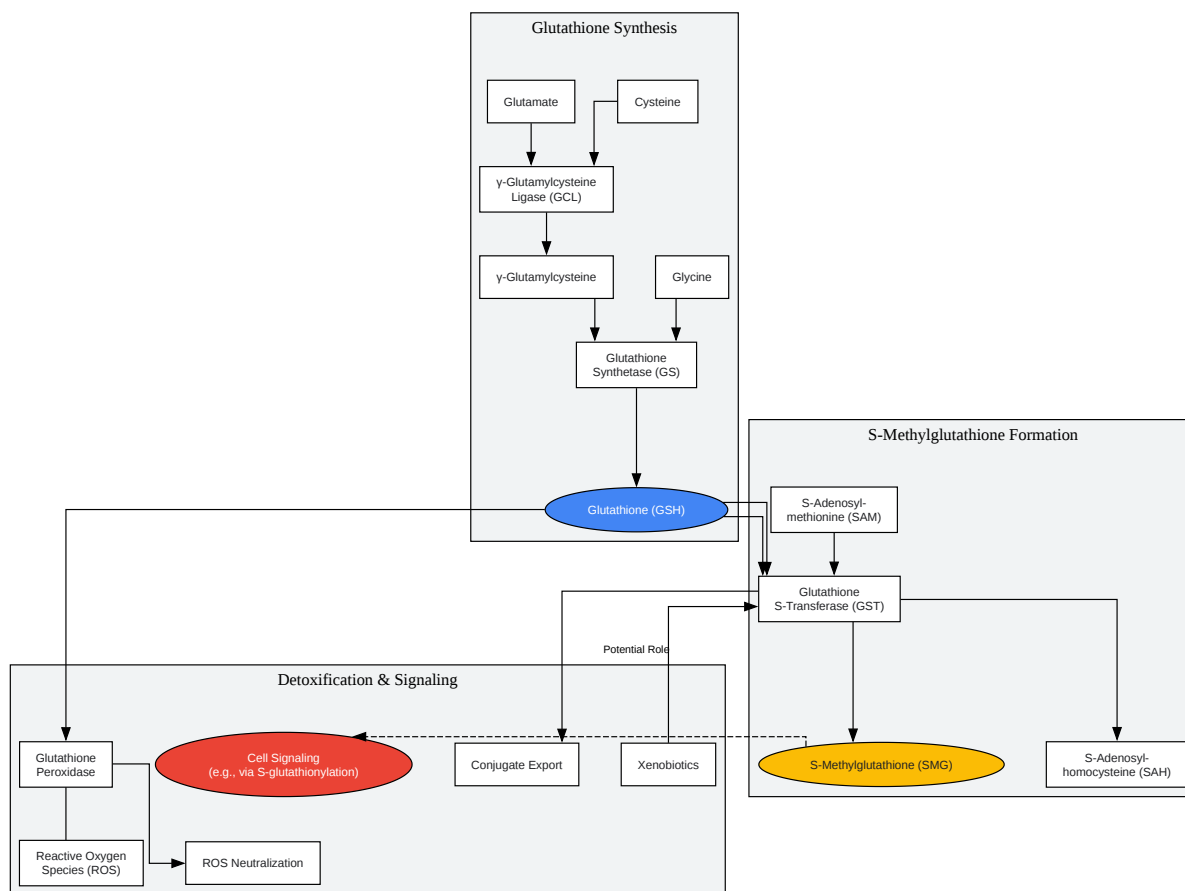 Glutathione Synthesis
Glutamate
Cysteine
γ-Glutamylcysteine
Ligase (GCL)
γ-Glutamylcysteine
Glycine
Glutathione
Synthetase (GS)
Glutathione (GSH)
S-Methylglutathione Formation
S-Adenosyl-
methionine (SAM)
Glutathione
S-Transferase (GST)
Potential Role
Detoxification & Signaling
Glutathione
Peroxidase
Cell Signaling
(e.g., via S-glutathionylation)
Conjugate Export
Xenobiotics
S-Methylglutathione (SMG)
S-Adenosyl-
homocysteine (SAH)
Reactive Oxygen
Species (ROS)
ROS Neutralization